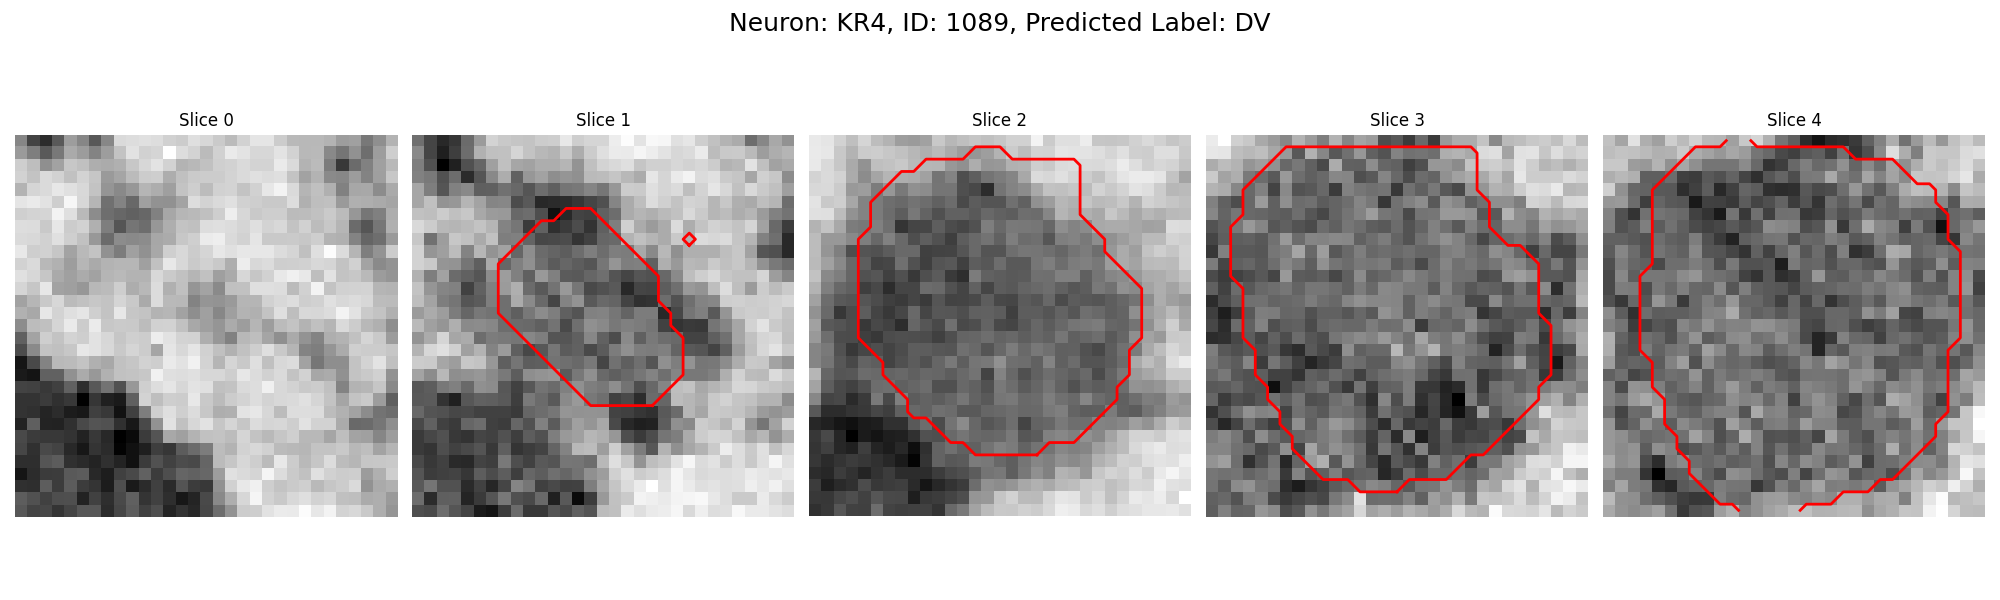 Neuron: KR4, ID: 1089, Predicted Label: DV
Slice 0
Slice 1
Slice 2
Slice 3
Slice 4